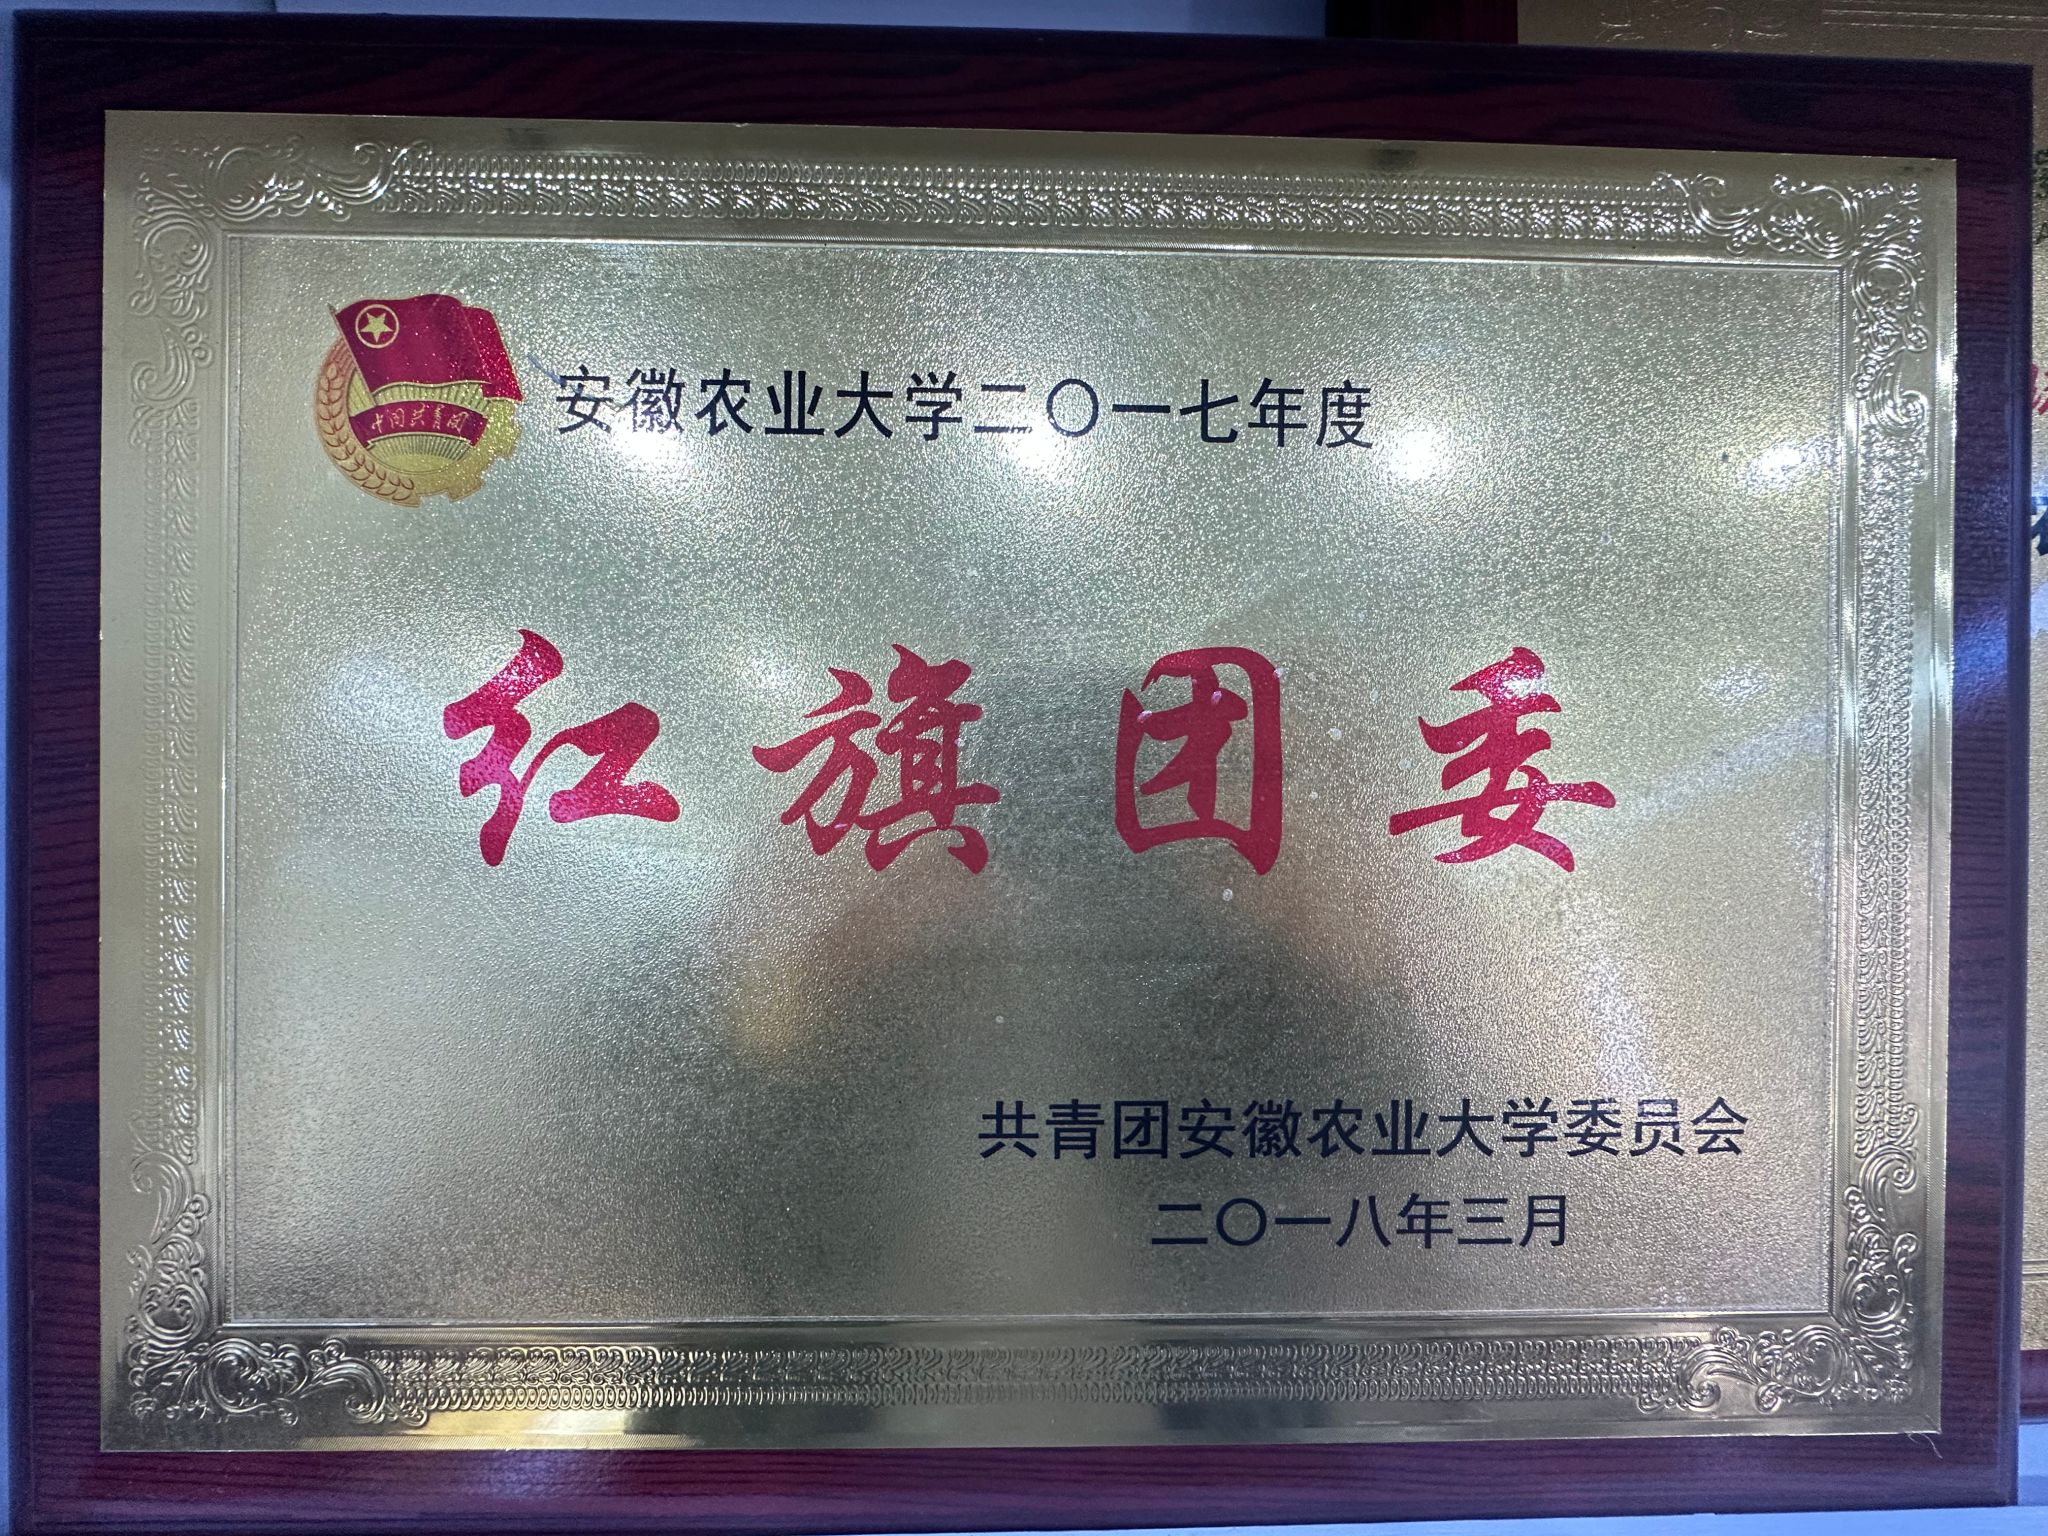 中国共青团
安徽农业大学二〇一七年度
红旗团委
共青团安徽农业大学委员会
二〇一八年三月